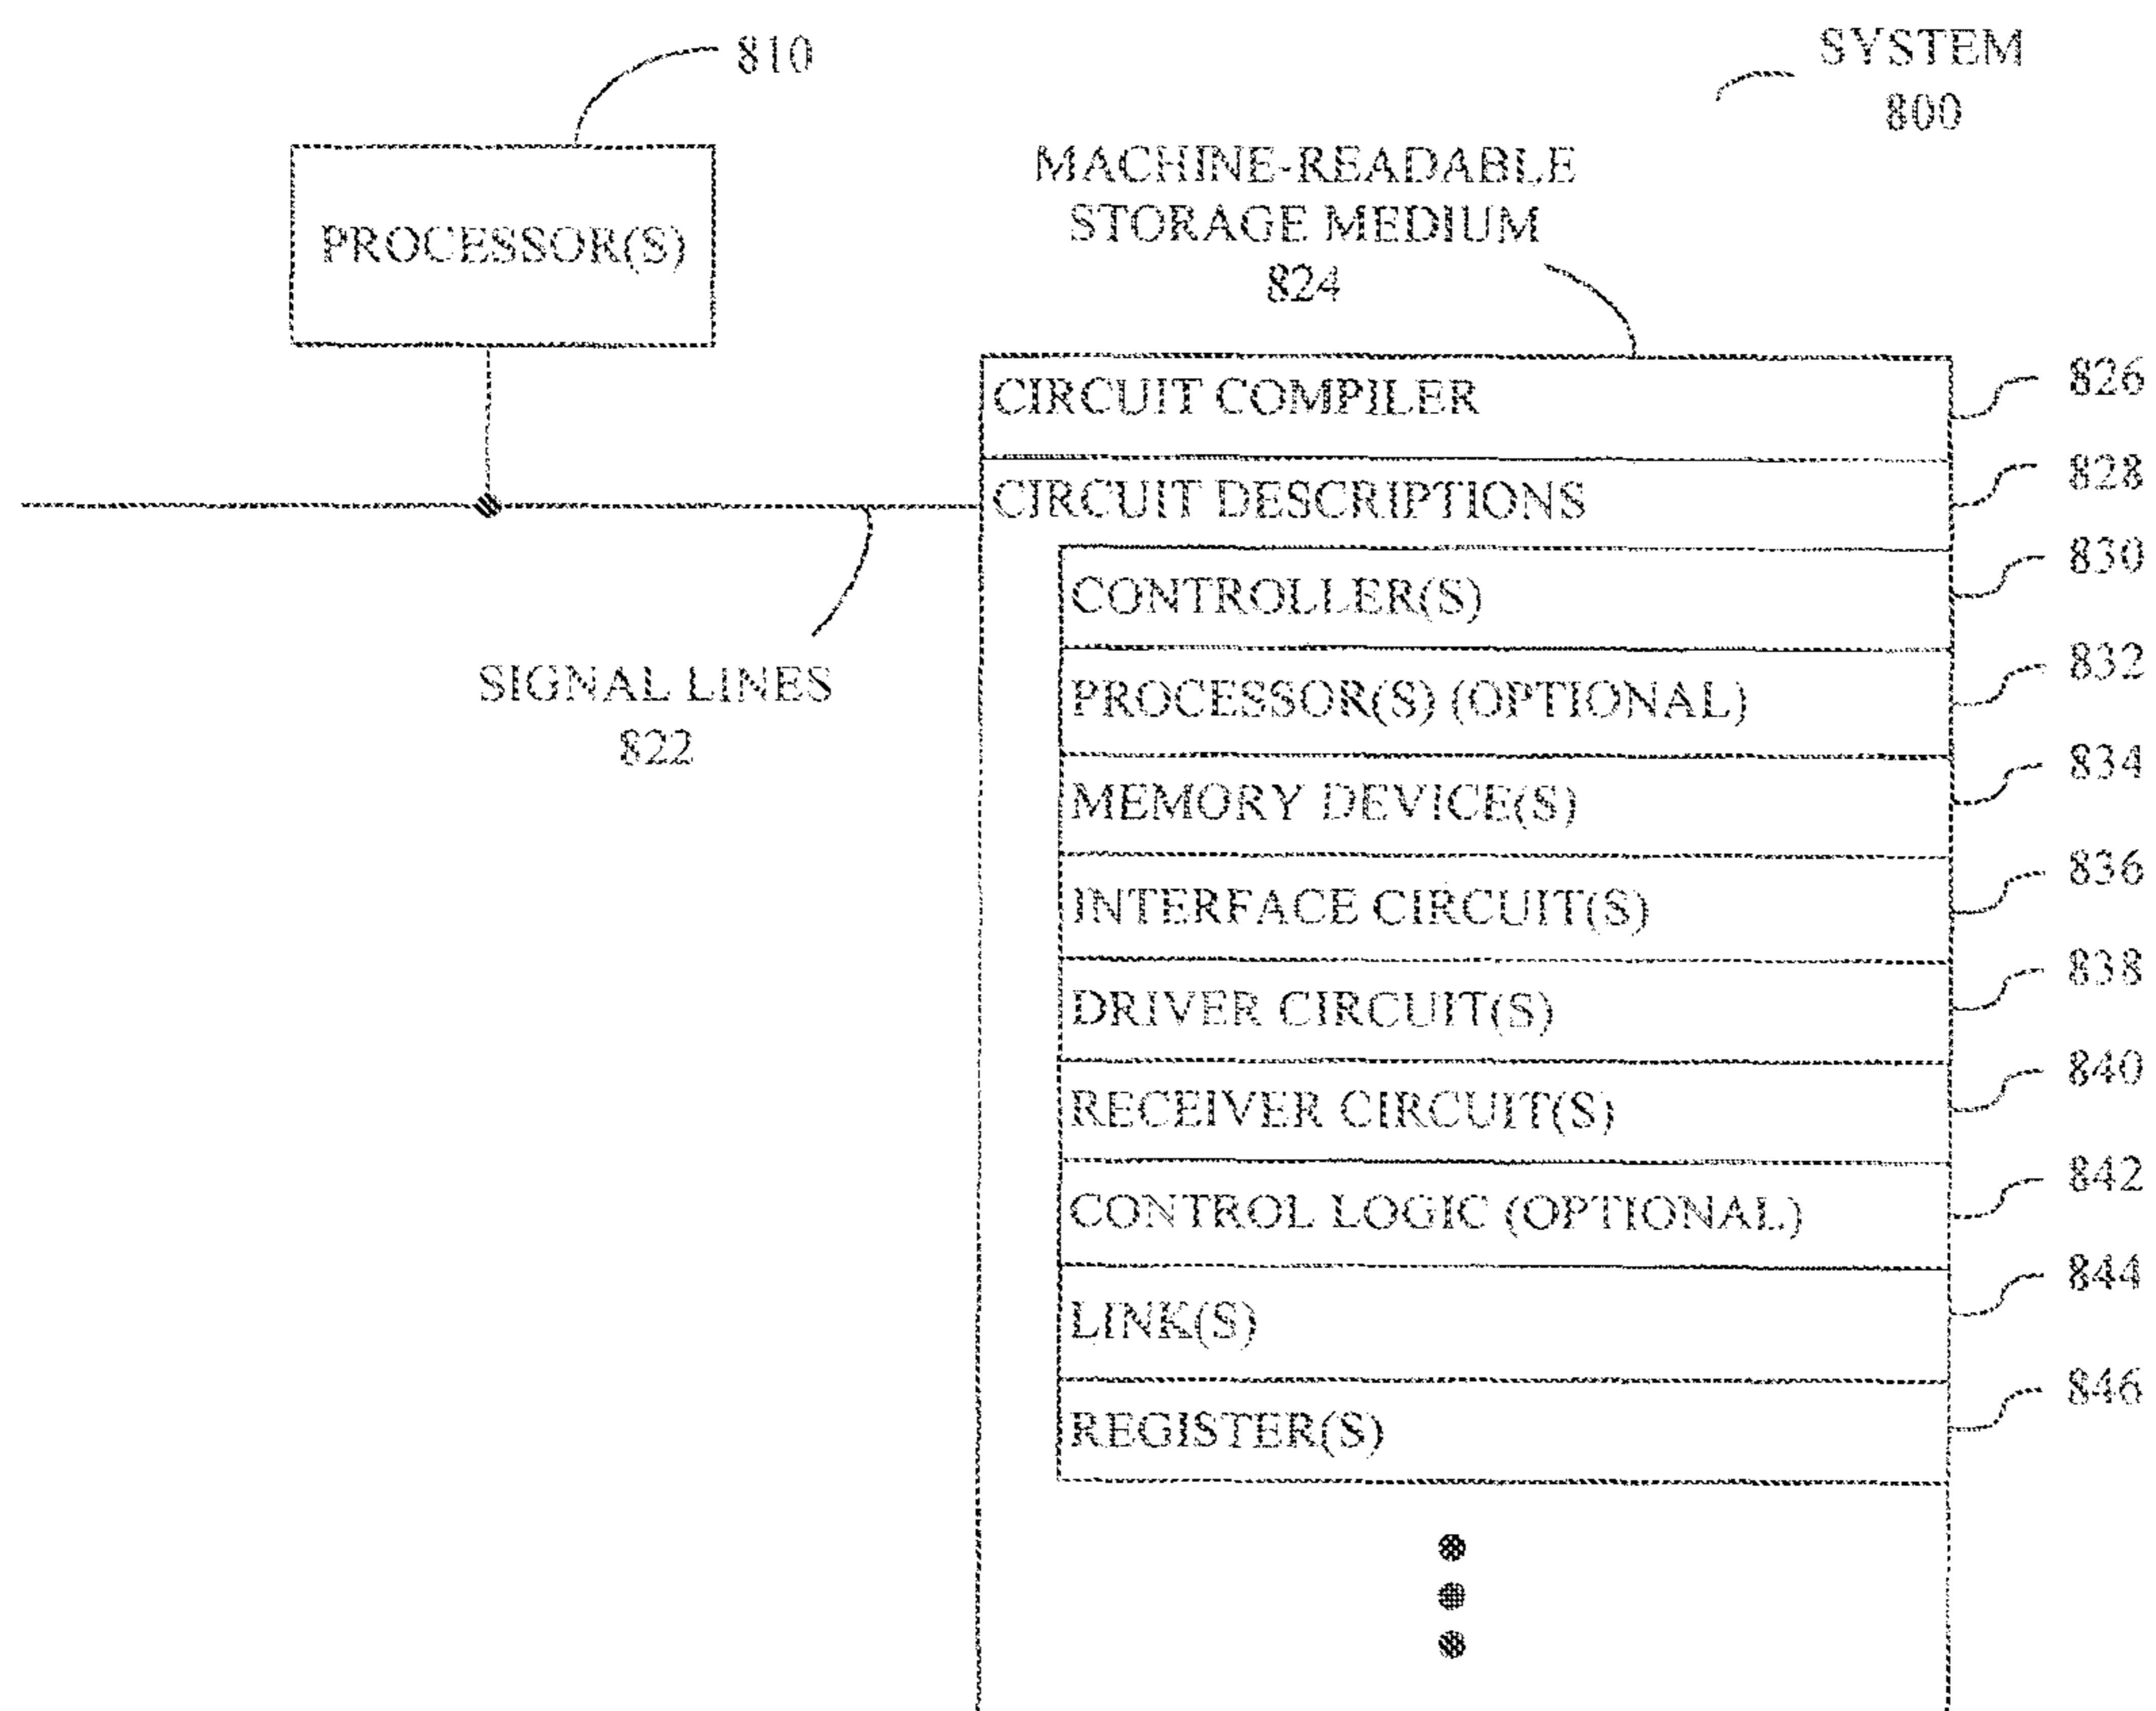 810
SYSTEM
800
MACHINE-READABLE
STORAGE MEDIUM
824
PROCESSOR(S)
CIRCUIT COMPILER
826
CIRCUIT DESCRIPTIONS
828
CONTROLLER(S)
830
PROCESSOR(S) (OPTIONAL)
832
SIGNAL LINES
822
MEMORY DEVICE(S)
834
INTERFACE CIRCUIT(S)
836
DRIVER CIRCUIT(S)
838
RECEIVER CIRCUIT(S)
840
CONTROL LOGIC (OPTIONAL)
842
LINK(S)
844
REGISTER(S)
846